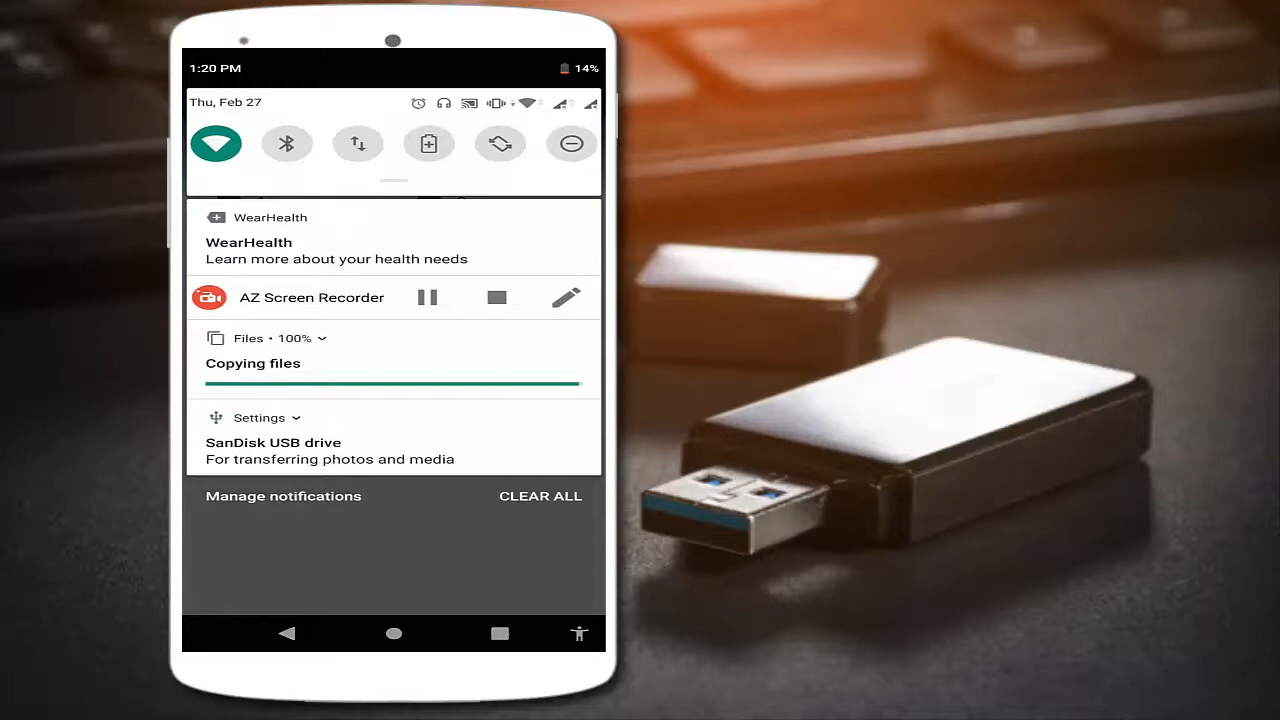 1:20 PM 14%
Thu, Feb 27
WearHealth
WearHealth
Learn more about your health needs
AZ Screen Recorder
Files • 100%
Copying files
Settings
SanDisk USB drive
For transferring photos and media
Manage notifications CLEAR ALL